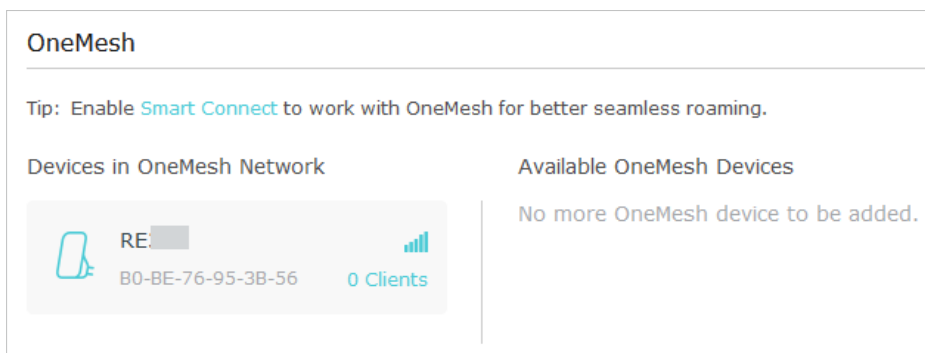 OneMesh
Tip: Enable Smart Connect to work with OneMesh for better seamless roaming.
Devices in OneMesh Network
RE
B0-BE-76-95-3B-56
0 Clients
Available OneMesh Devices
No more OneMesh device to be added.